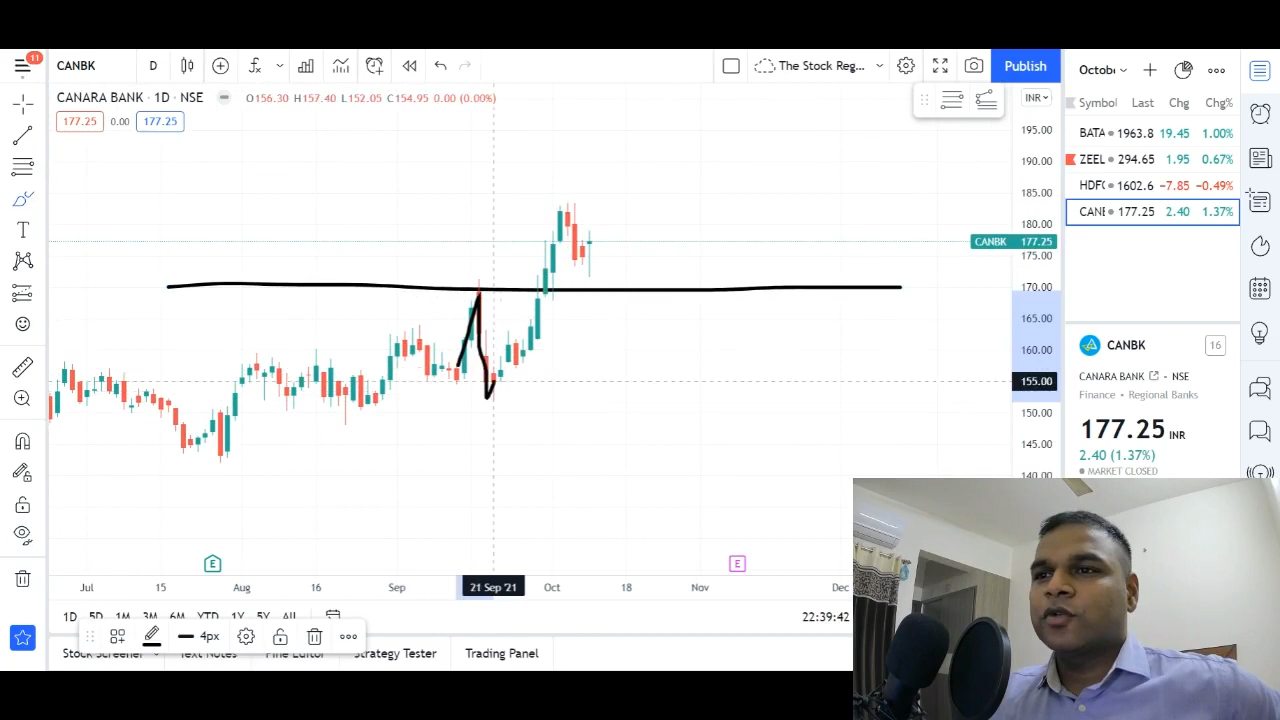 11
CANBK D The Stock Reg... Publish
CANARA BANK · 1D · NSE O156.30 H157.40 L152.05 C154.95 0.00 (0.00%)
177.25 0.00 177.25
INR
195.00
190.00
185.00
180.00
CANBK 177.25
175.00
170.00
165.00
160.00
155.00
150.00
145.00
140.00
E E
Jul 15 Aug 16 Sep 21 Sep '21 Oct 18 Nov Dec
1D 5D 1M 3M 6M YTD 1Y 5Y All 22:39:42
4px
Stock Screener Text Notes Pine Editor Strategy Tester Trading Panel
Octobe
Symbol Last Chg Chg%
BATA 1963.8 19.45 1.00%
ZEEL 294.65 1.95 0.67%
HDFC 1602.6 −7.85 −0.49%
CANE 177.25 2.40 1.37%
CANBK 16
CANARA BANK · NSE
Finance • Regional Banks
177.25 INR
2.40 (1.37%)
MARKET CLOSED